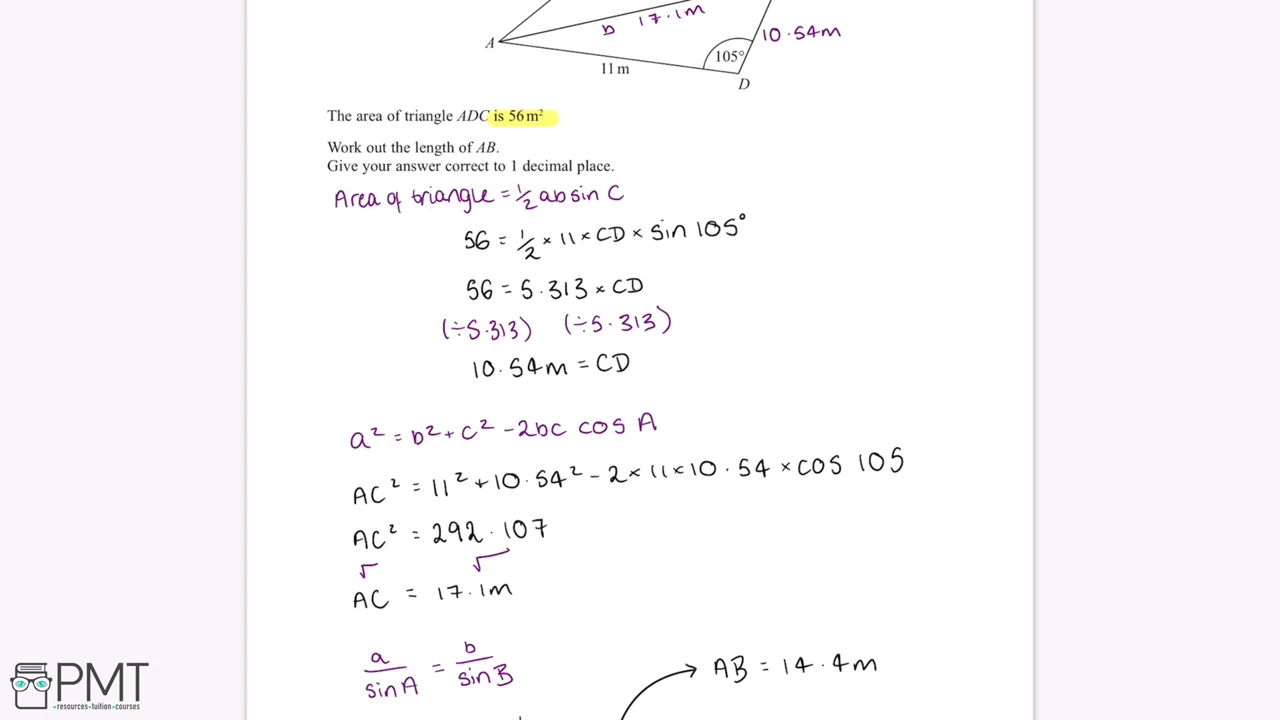 b 17.1m
10.54m
A
105°
11 m
D
The area of triangle ADC is 56 m²
Work out the length of AB.
Give your answer correct to 1 decimal place.
Area of triangle = ½ ab sin C
56 = ½ × 11 × CD × sin 105°
56 = 5.313 × CD
(÷5.313) (÷5.313)
10.54m = CD
a² = b² + c² - 2bc cos A
AC² = 11² + 10.54² - 2 × 11 × 10.54 × cos 105
AC² = 292.107
√ √
AC = 17.1m
a/sin A = b/sin B
AB = 14.4m
PMT
•resources•tuition•courses